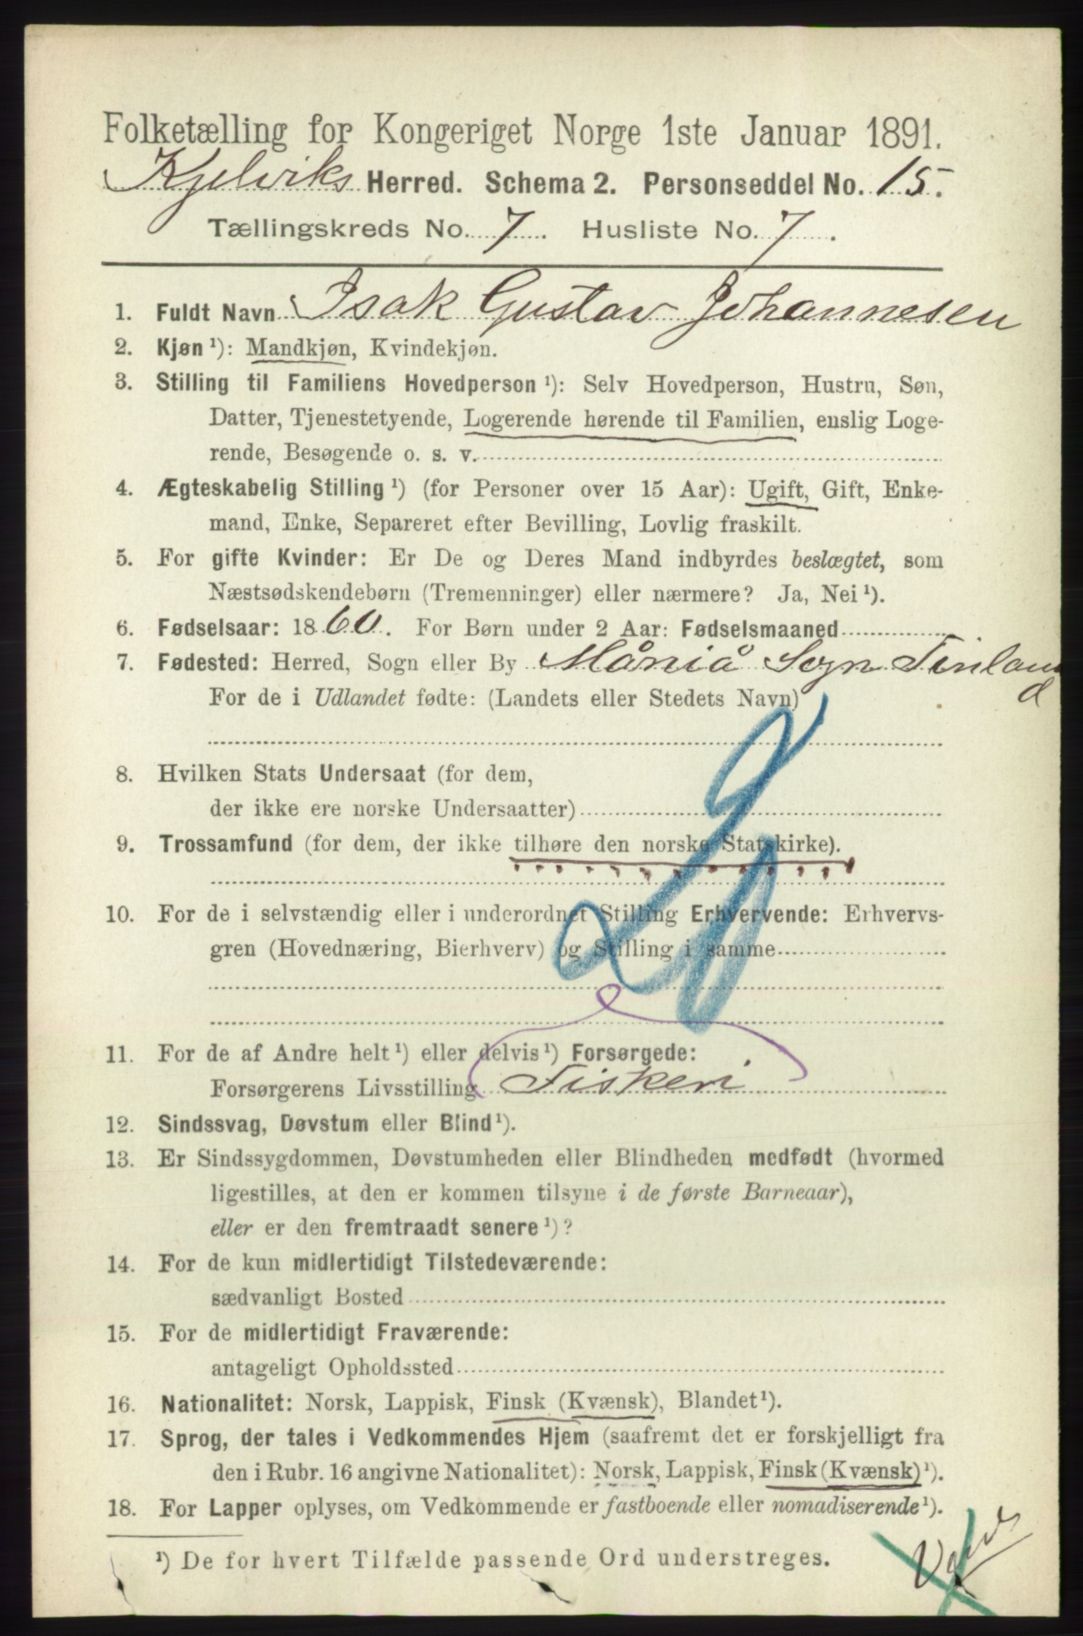 Folketælling for Kongeriget Norge 1ste Januar 1891.
Kjelviks Herred. Schema 2. Personseddel No. 15.
Tællingskreds No. 7. Husliste No. 7.
1. Fuldt Navn Isak Gustav Johannesen
2. Kjøn ¹): Mandkjøn, Kvindekjøn.
3. Stilling til Familiens Hovedperson ¹): Selv Hovedperson, Hustru, Søn,
Datter, Tjenestetyende, Logerende hørende til Familien, enslig Loge-
rende, Besøgende o. s. v.
4. Ægteskabelig Stilling ¹) (for Personer over 15 Aar): Ugift, Gift, Enke-
mand, Enke, Separeret efter Bevilling, Lovlig fraskilt.
5. For gifte Kvinder: Er De og Deres Mand indbyrdes beslægtet, som
Næstsødskendebørn (Tremenninger) eller nærmere? Ja, Nei ¹).
6. Fødselsaar: 1860. For Børn under 2 Aar: Fødselsmaaned
7. Fødested: Herred, Sogn eller By Måniå Sogn Finland
For de i Udlandet fødte: (Landets eller Stedets Navn)
8. Hvilken Stats Undersaat (for dem,
der ikke ere norske Undersaatter)
9. Trossamfund (for dem, der ikke tilhøre den norske Statskirke).
10. For de i selvstændig eller i underordnet Stilling Erhvervende: Erhvervs-
gren (Hovednæring, Bierhverv) og Stilling i samme
11. For de af Andre helt ¹) eller delvis ¹) Forsørgede:
Forsørgerens Livsstilling Fiskeri
12. Sindssvag, Døvstum eller Blind ¹).
13. Er Sindssygdommen, Døvstumheden eller Blindheden medfødt (hvormed
ligestilles, at den er kommen tilsyne i de første Barneaar),
eller er den fremtraadt senere ¹)?
14. For de kun midlertidigt Tilstedeværende:
sædvanligt Bosted
15. For de midlertidigt Fraværende:
antageligt Opholdssted
16. Nationalitet: Norsk, Lappisk, Finsk (Kvænsk), Blandet ¹).
17. Sprog, der tales i Vedkommendes Hjem (saafremt det er forskjelligt fra
den i Rubr. 16 angivne Nationalitet): Norsk, Lappisk, Finsk (Kvænsk) ¹).
18. For Lapper oplyses, om Vedkommende er fastboende eller nomadiserende ¹).
¹) De for hvert Tilfælde passende Ord understreges.